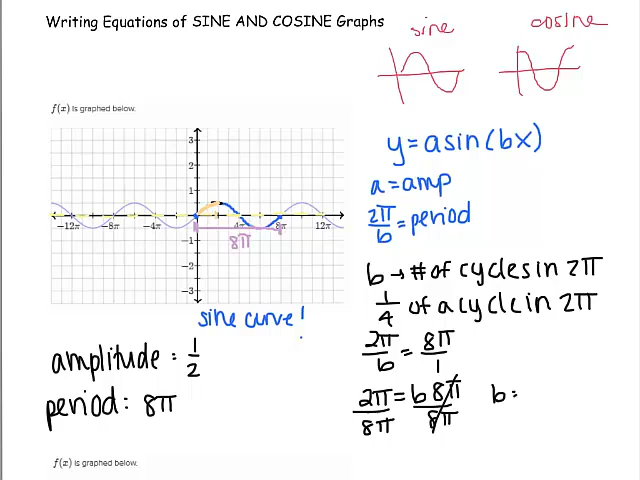 Writing Equations of SINE AND COSINE Graphs
sine
cosine
f(x) is graphed below.
3
2
1
-12π -8π -4π 4π 8π 12π
-1
-2
-3
8π
sine curve!
amplitude: 1/2
period: 8π
y = a sin(bx)
a = amp
2π/b = period
b → # of cycles in 2π
1/4 of a cycle in 2π
2π/b = 8π/1
2π/8π = b8π/8π b =
f(x) is graphed below.